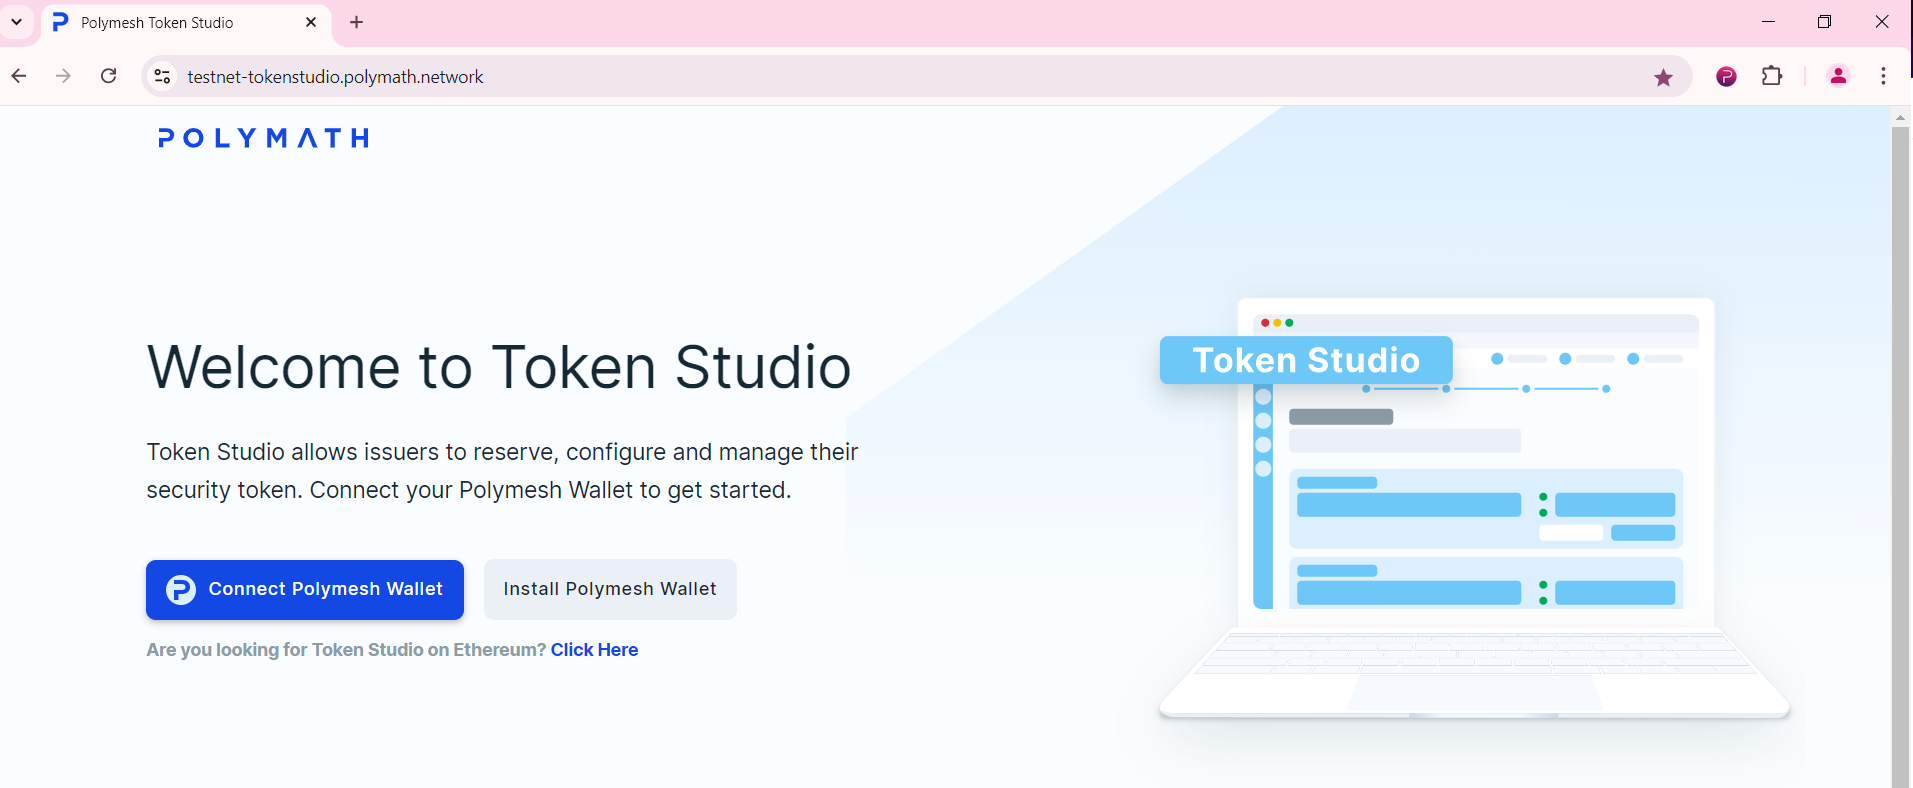 Polymesh Token Studio
testnet-tokenstudio.polymath.network
POLYMATH
Welcome to Token Studio
Token Studio allows issuers to reserve, configure and manage their
security token. Connect your Polymesh Wallet to get started.
Connect Polymesh Wallet
Install Polymesh Wallet
Are you looking for Token Studio on Ethereum? Click Here
Token Studio